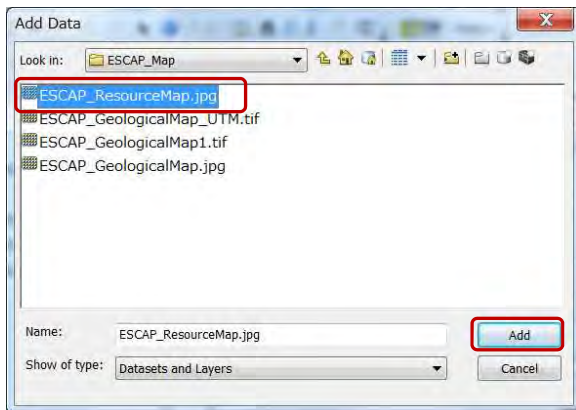 Add Data
Look in: ESCAP_Map
ESCAP_ResourceMap.jpg
ESCAP_GeologicalMap_UTM.tif
ESCAP_GeologicalMap1.tif
ESCAP_GeologicalMap.jpg
Name: ESCAP_ResourceMap.jpg Add
Show of type: Datasets and Layers Cancel